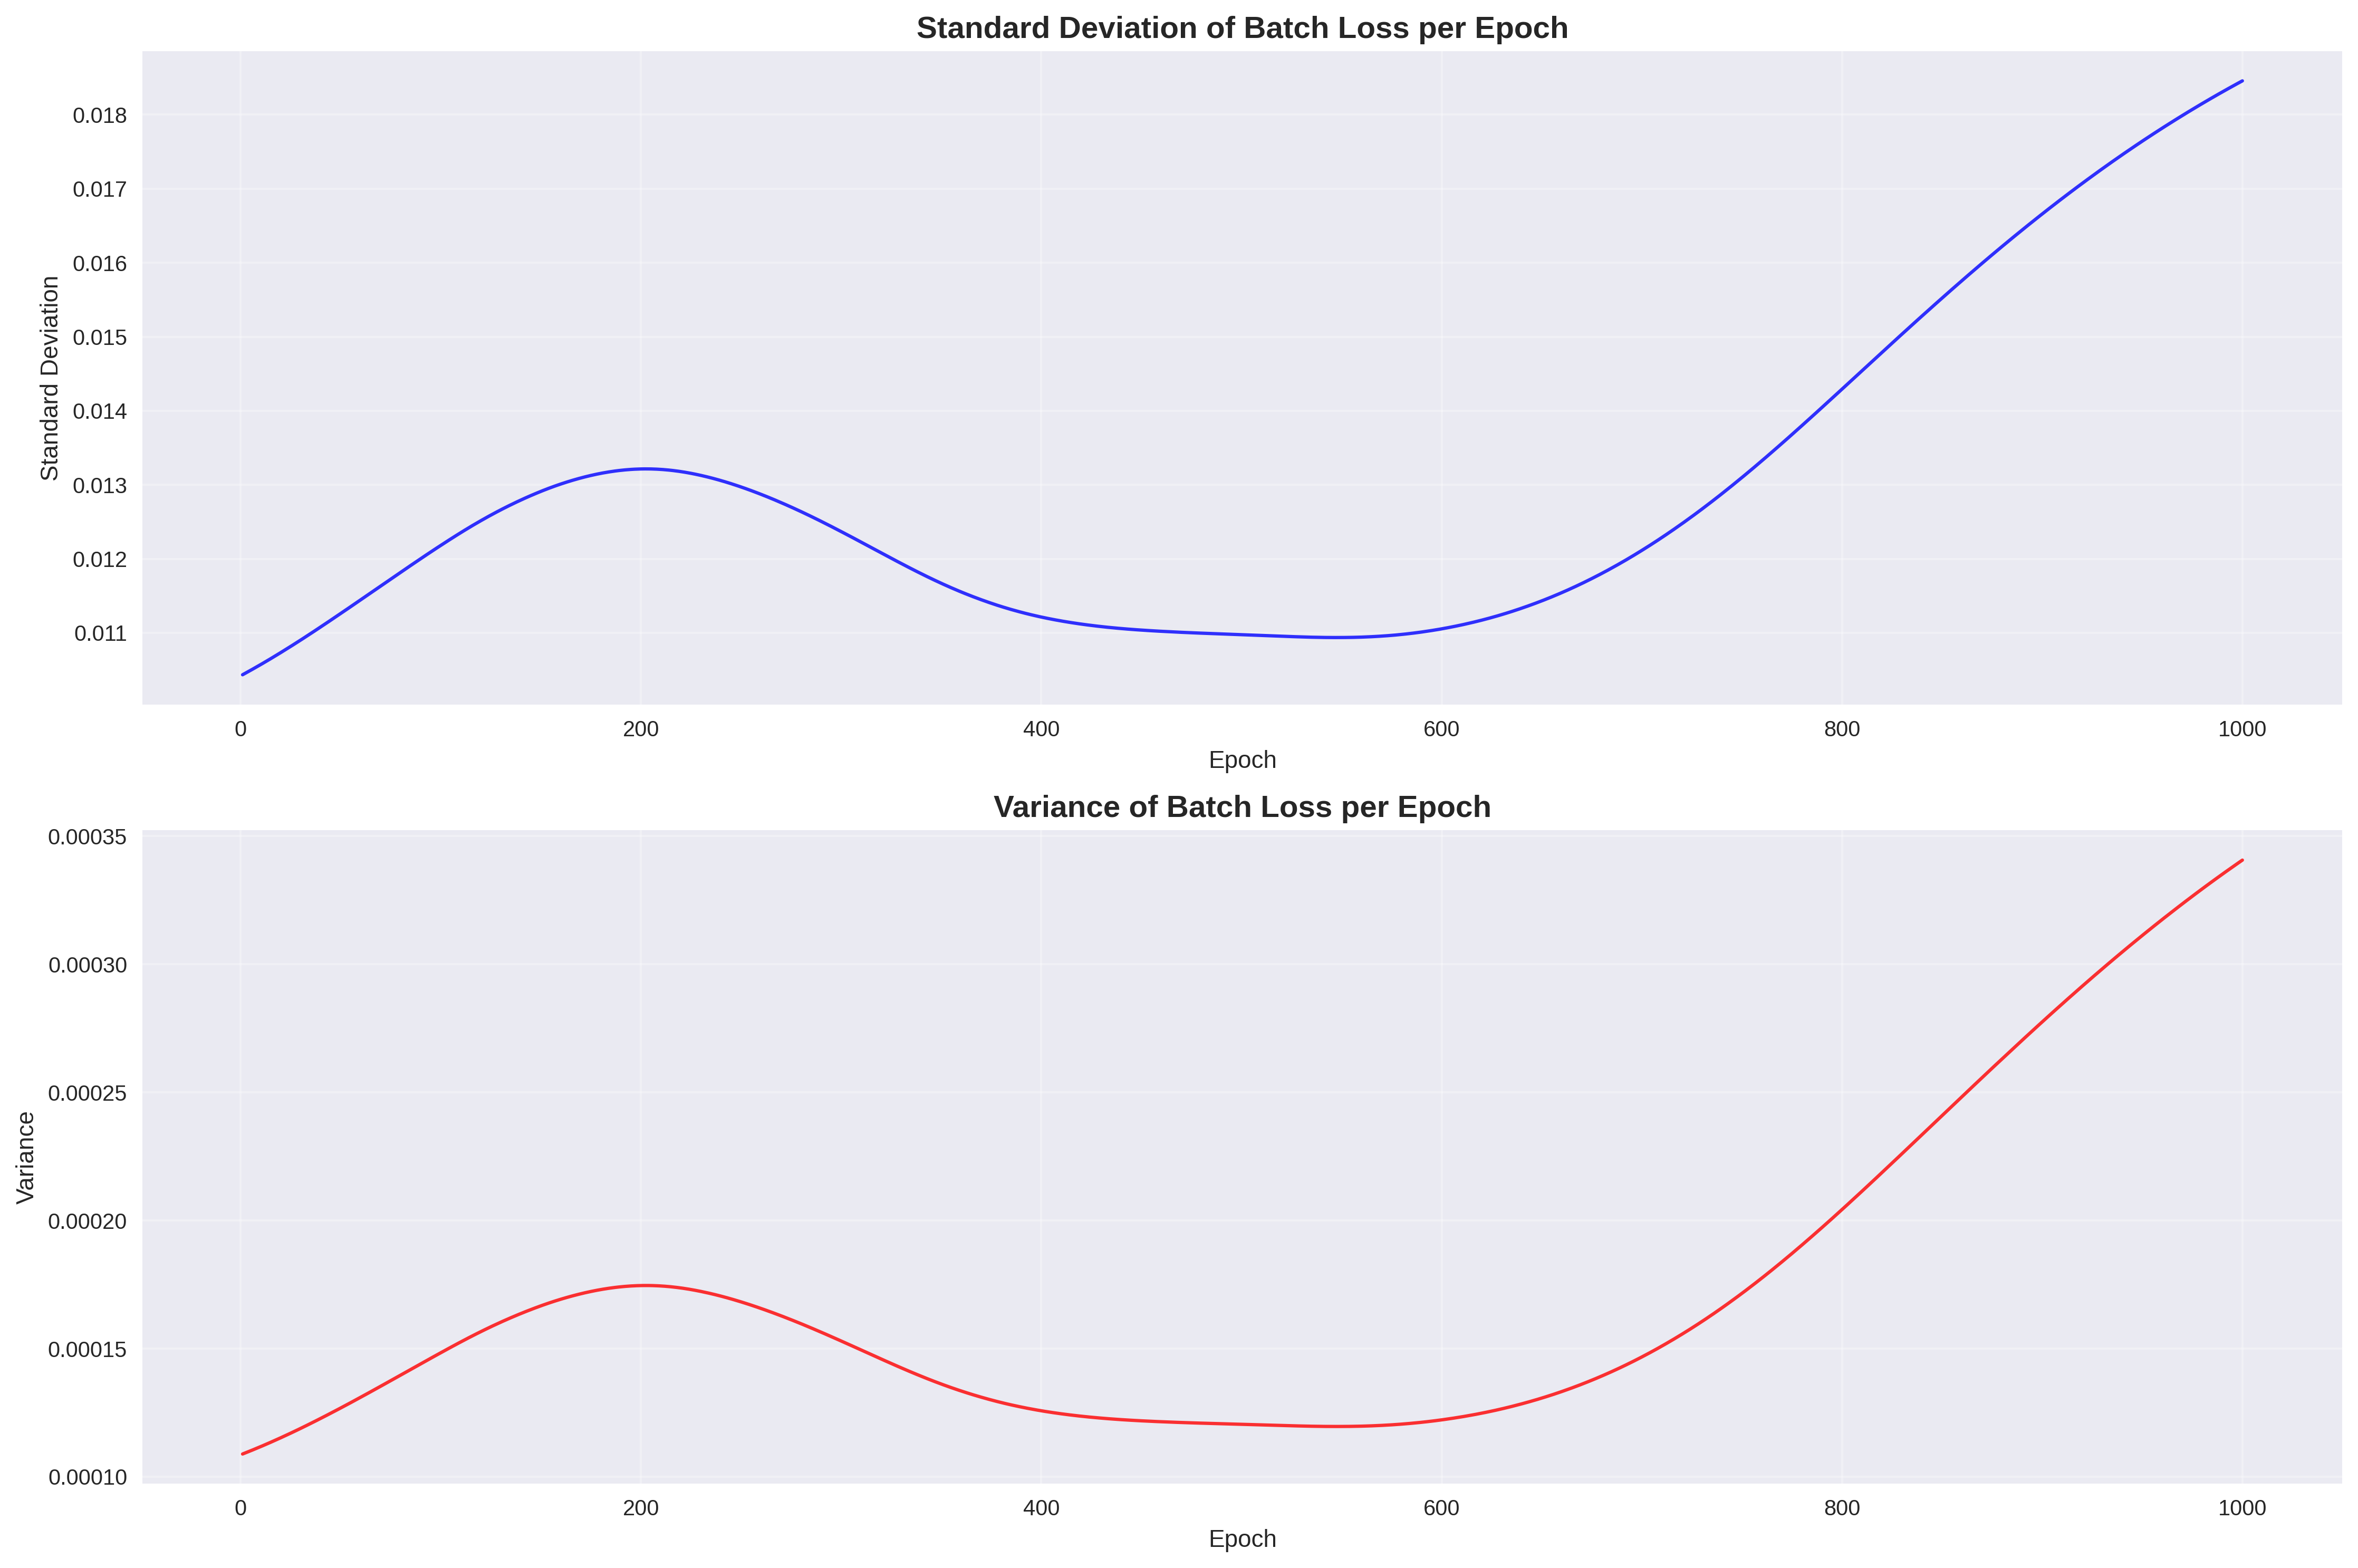 Standard Deviation of Batch Loss per Epoch
0.018
0.017
0.016
0.015
0.014
0.013
0.012
0.011
Standard Deviation
0 200 400 600 800 1000
Epoch
Variance of Batch Loss per Epoch
0.00035
0.00030
0.00025
0.00020
0.00015
0.00010
Variance
0 200 400 600 800 1000
Epoch